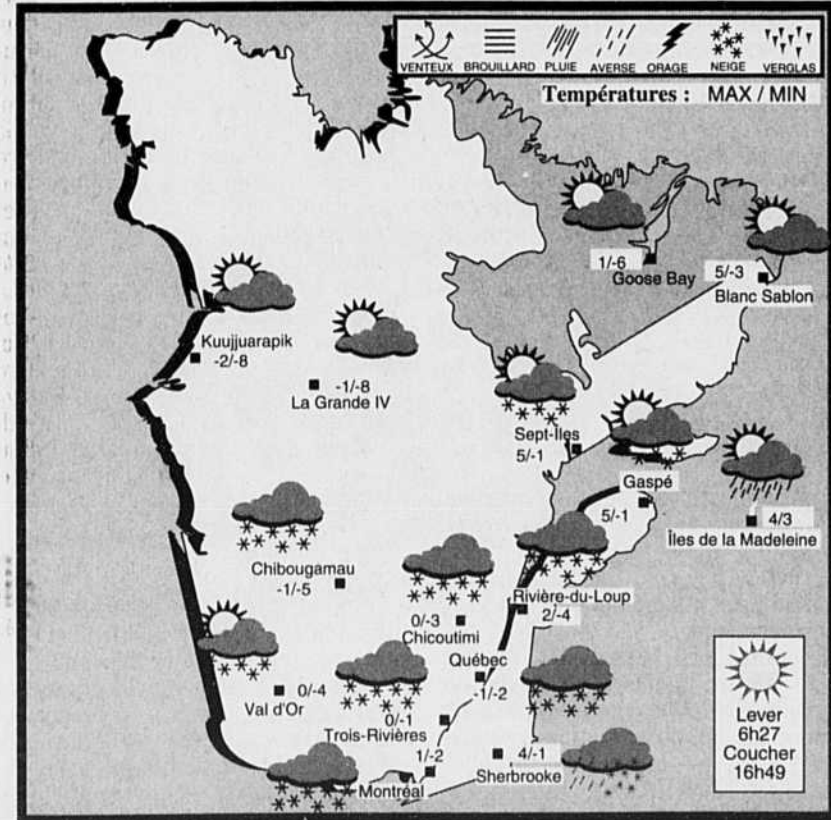 VENTEUX BROUILLARD PLUIE AVERSE ORAGE NEIGE VERGLAS
Températures : MAX / MIN
1/-6
Goose Bay
5/-3
Blanc Sablon
Kuujjuarapik
-2/-8
-1/-8
La Grande IV
Sept-Îles
5/-1
Gaspé
5/-1
4/3
Îles de la Madeleine
Chibougamau
-1/-5
Rivière-du-Loup
2/-4
0/-3
Chicoutimi
Québec
-1/-2
0/-4
Val d'Or
0/-1
Trois-Rivières
1/-2
Montréal
4/-1
Sherbrooke
Lever
6h27
Coucher
16h49